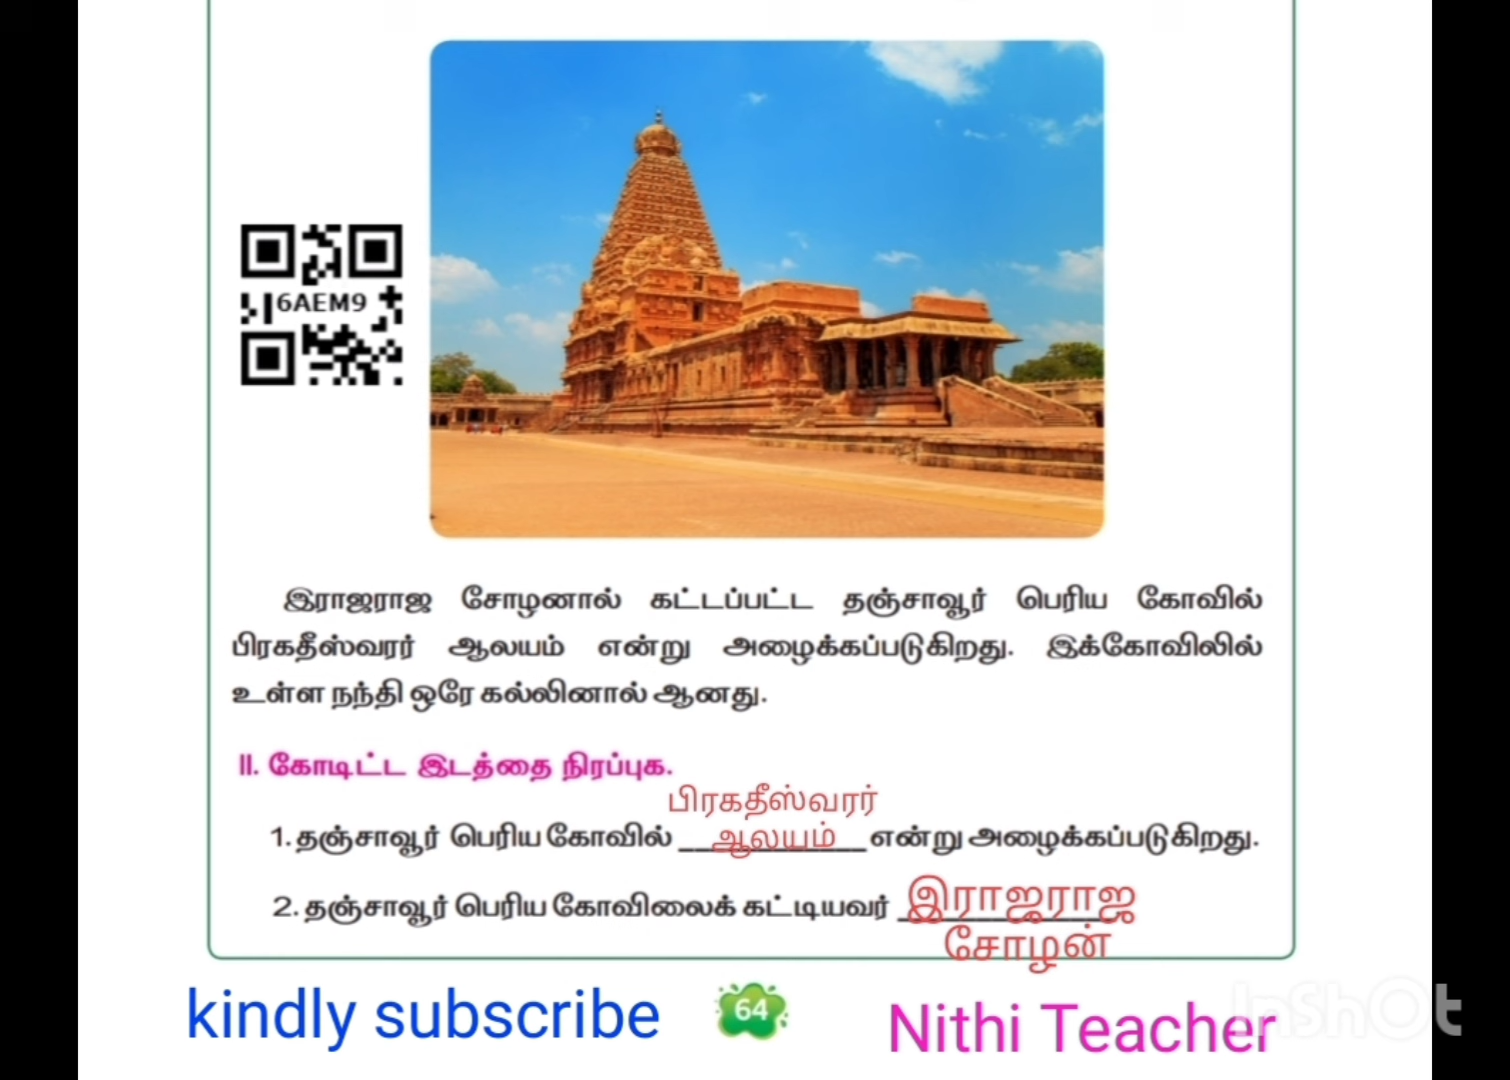 6AEM9
இராஜராஜ சோழனால் கட்டப்பட்ட தஞ்சாவூர் பெரிய கோவில்
பிரகதீஸ்வரர் ஆலயம் என்று அழைக்கப்படுகிறது. இக்கோவிலில்
உள்ள நந்தி ஒரே கல்லினால் ஆனது.
II. கோடிட்ட இடத்தை நிரப்புக.
பிரகதீஸ்வரர்
1. தஞ்சாவூர் பெரிய கோவில் ஆலயம் என்று அழைக்கப்படுகிறது.
2. தஞ்சாவூர் பெரிய கோவிலைக் கட்டியவர் இராஜராஜ
சோழன்
kindly subscribe 64 Nithi Teacher
InShOt